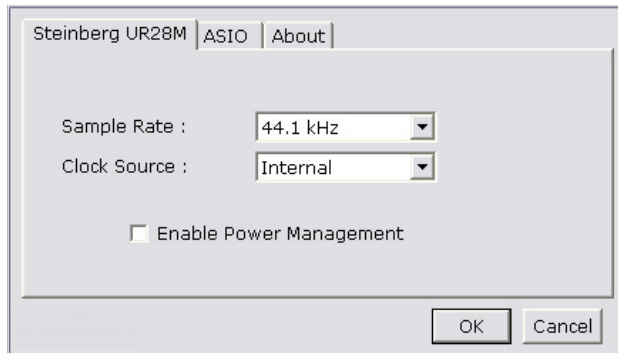 Steinberg UR28M ASIO About
Sample Rate : 44.1 kHz
Clock Source : Internal
Enable Power Management
OK Cancel